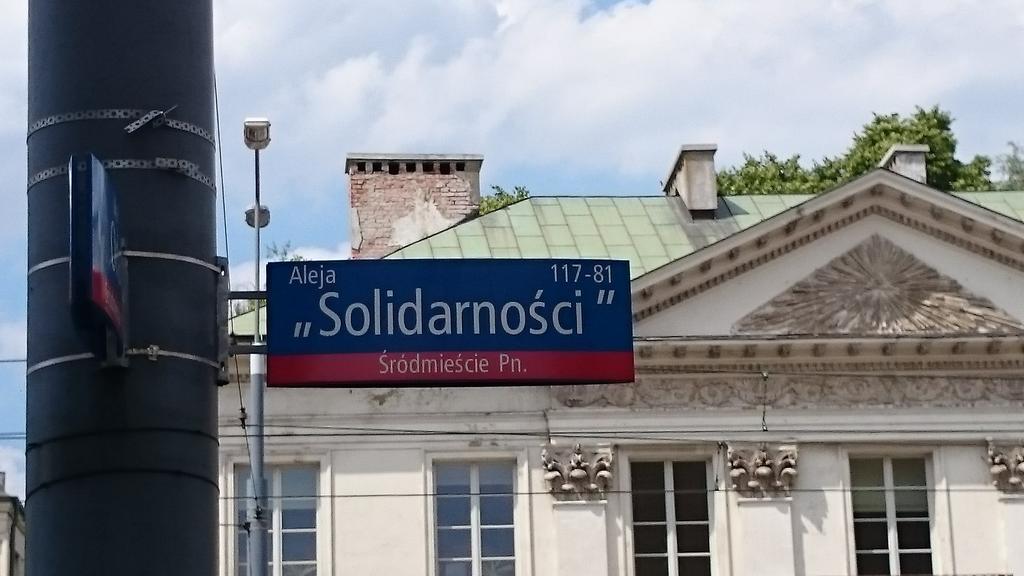 Aleja 117-81
„Solidarności”
Śródmieście Pn.